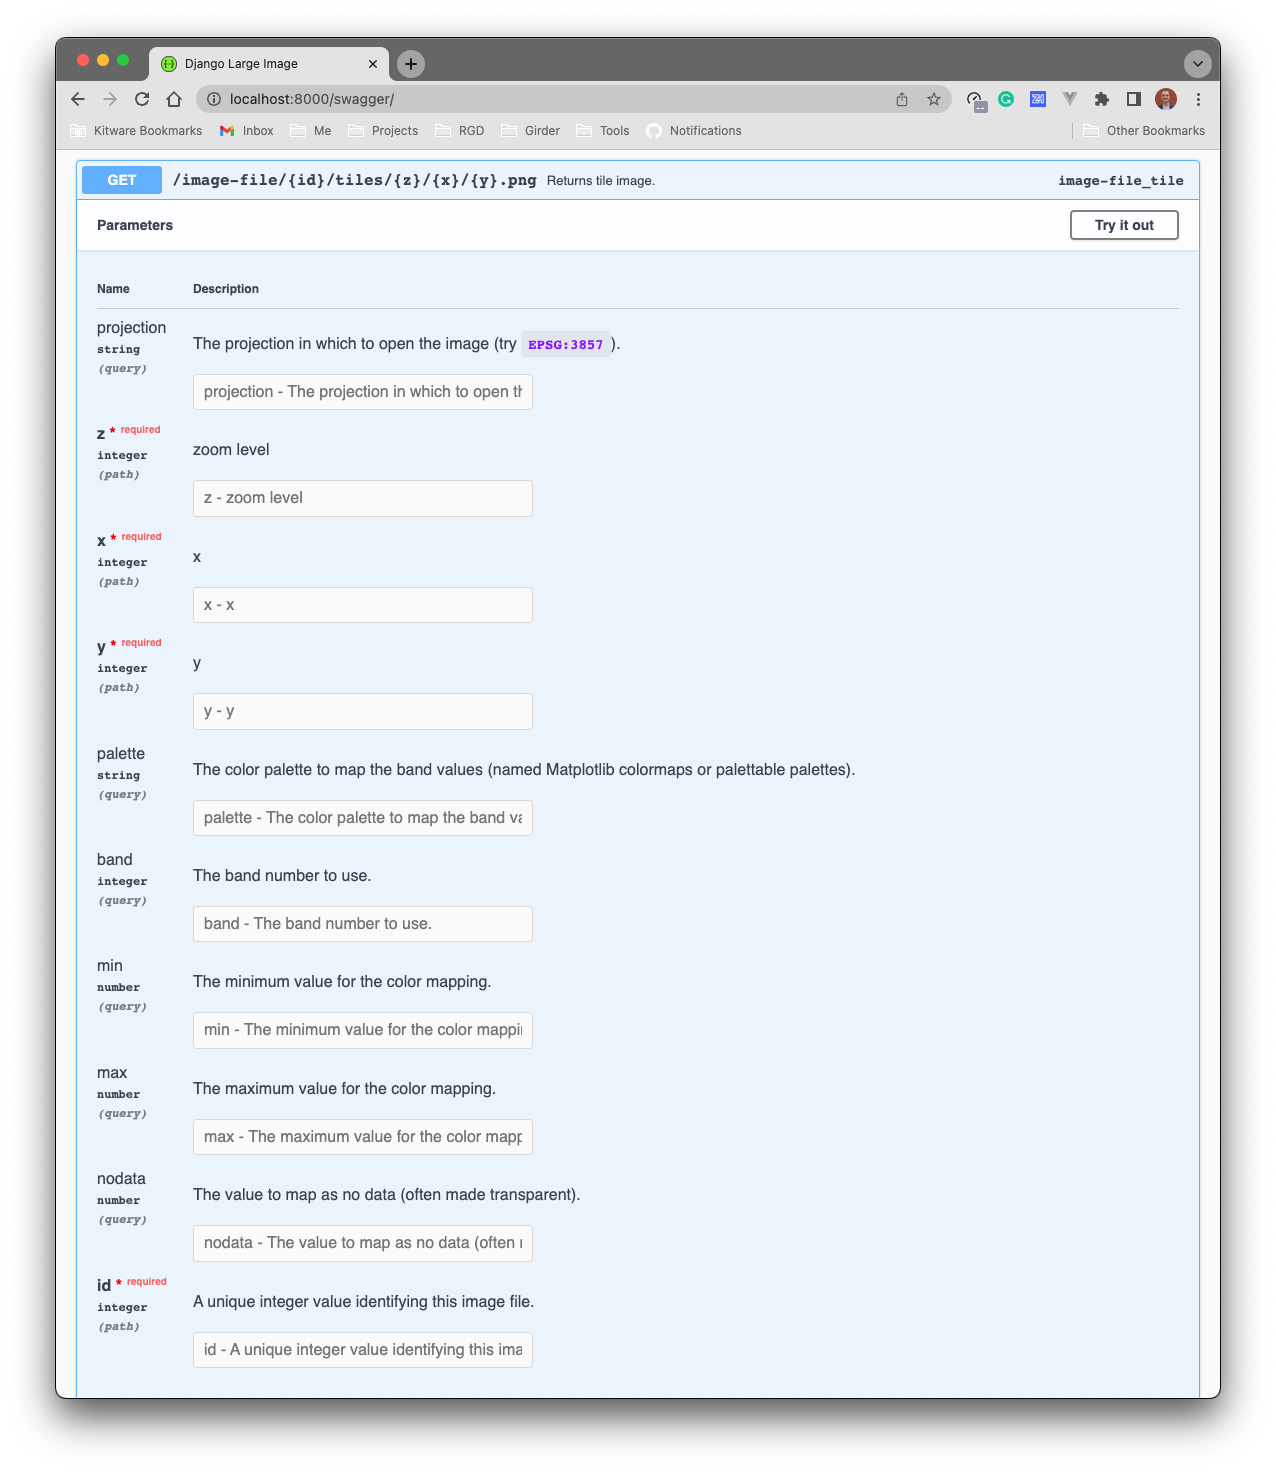 Django Large Image
localhost:8000/swagger/
Kitware Bookmarks Inbox Me Projects RGD Girder Tools Notifications Other Bookmarks
GET /image-file/{id}/tiles/{z}/{x}/{y}.png Returns tile image. image-file_tile
Parameters Try it out
Name Description
projection
string
(query)
The projection in which to open the image (try EPSG:3857).
projection - The projection in which to open th
z * required
integer
(path)
zoom level
z - zoom level
x * required
integer
(path)
x
x - x
y * required
integer
(path)
y
y - y
palette
string
(query)
The color palette to map the band values (named Matplotlib colormaps or palettable palettes).
palette - The color palette to map the band va
band
integer
(query)
The band number to use.
band - The band number to use.
min
number
(query)
The minimum value for the color mapping.
min - The minimum value for the color mappi
max
number
(query)
The maximum value for the color mapping.
max - The maximum value for the color mapp
nodata
number
(query)
The value to map as no data (often made transparent).
nodata - The value to map as no data (often
id * required
integer
(path)
A unique integer value identifying this image file.
id - A unique integer value identifying this ima